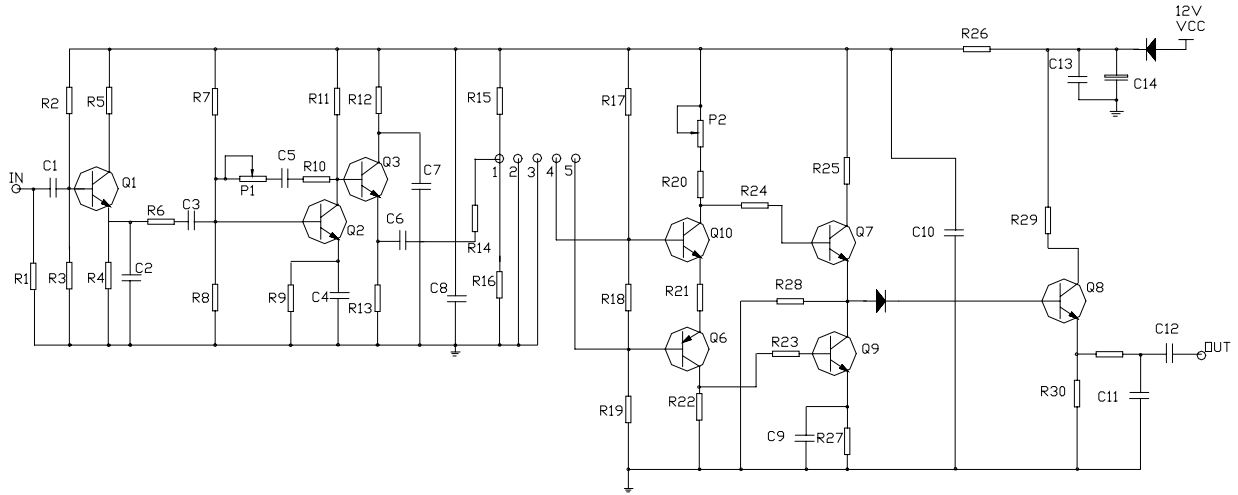 12V
VCC
R26
C13
C14
R2
R5
R7
R11
R12
R15
R17
P2
IN
C1
Q1
P1
C5
R10
Q3
C7
1
2
3
4
5
R20
R24
R25
R6
C3
Q2
C6
R14
Q10
Q7
C10
R29
R1
R3
R4
C2
R8
R9
C4
R13
C8
R16
R18
R21
R28
Q8
Q6
R23
Q9
C12
OUT
R19
R22
C9
R27
R30
C11